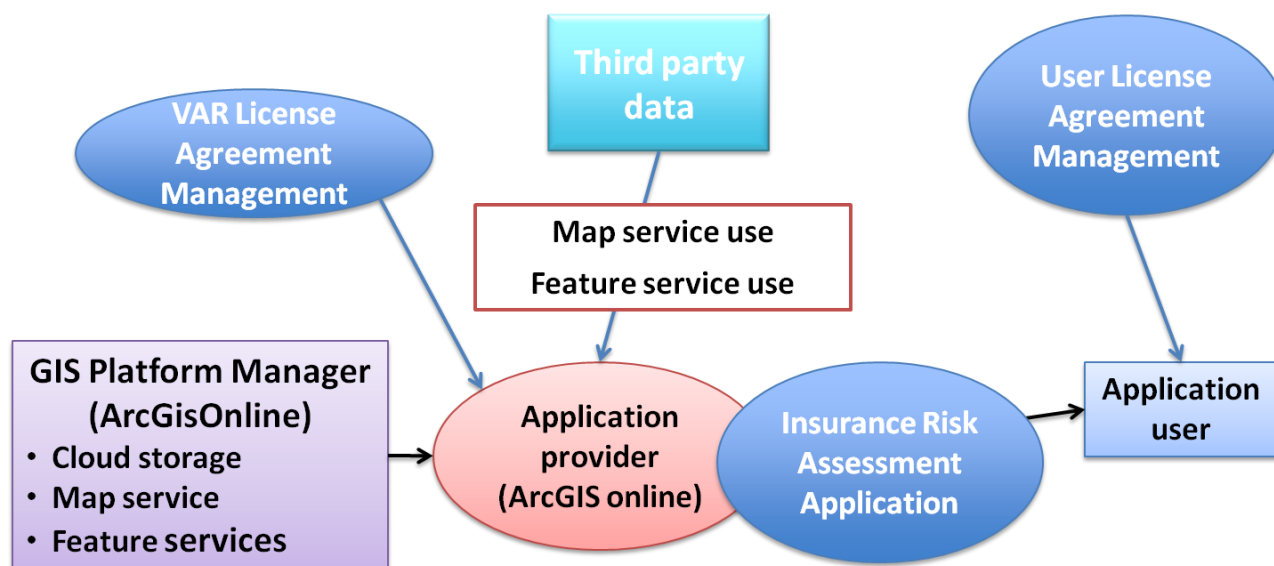 Third party
data
VAR License
Agreement
Management
User License
Agreement
Management
Map service use
Feature service use
GIS Platform Manager
(ArcGisOnline)
• Cloud storage
• Map service
• Feature services
Application
provider
(ArcGIS online)
Insurance Risk
Assessment
Application
Application
user